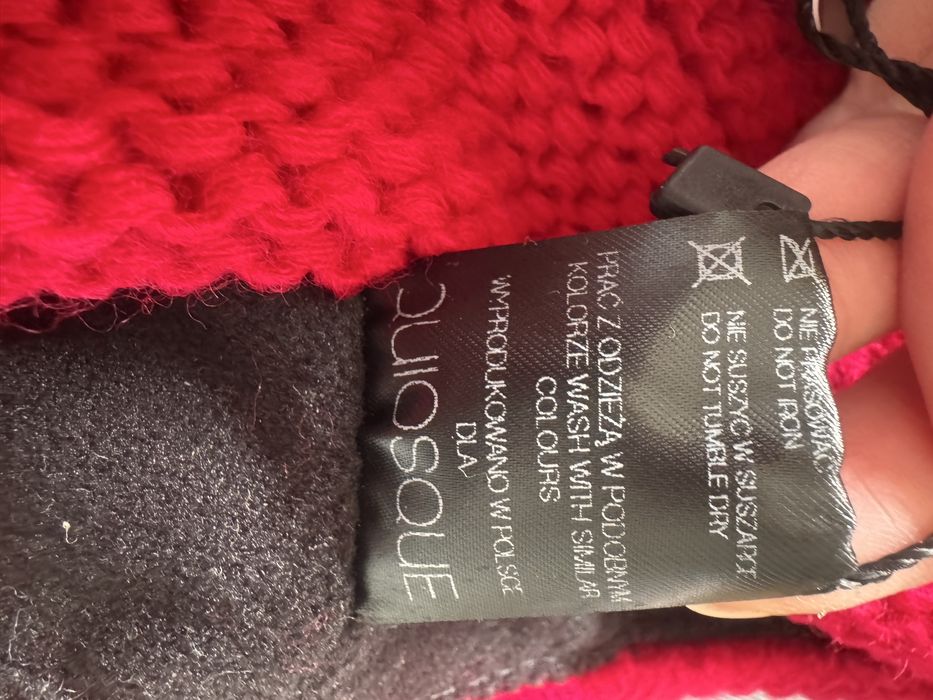 NIE PRASOWAĆ
DO NOT IRON
NIE SUSZYĆ W SUSZARCE
DO NOT TUMBLE DRY
PRAĆ Z ODZIEŻĄ W PODOBNYM
KOLORZE WASH WITH SIMILAR
COLOURS
WYPRODUKOWANO W POLSCE
DLA
QUIOSQUE